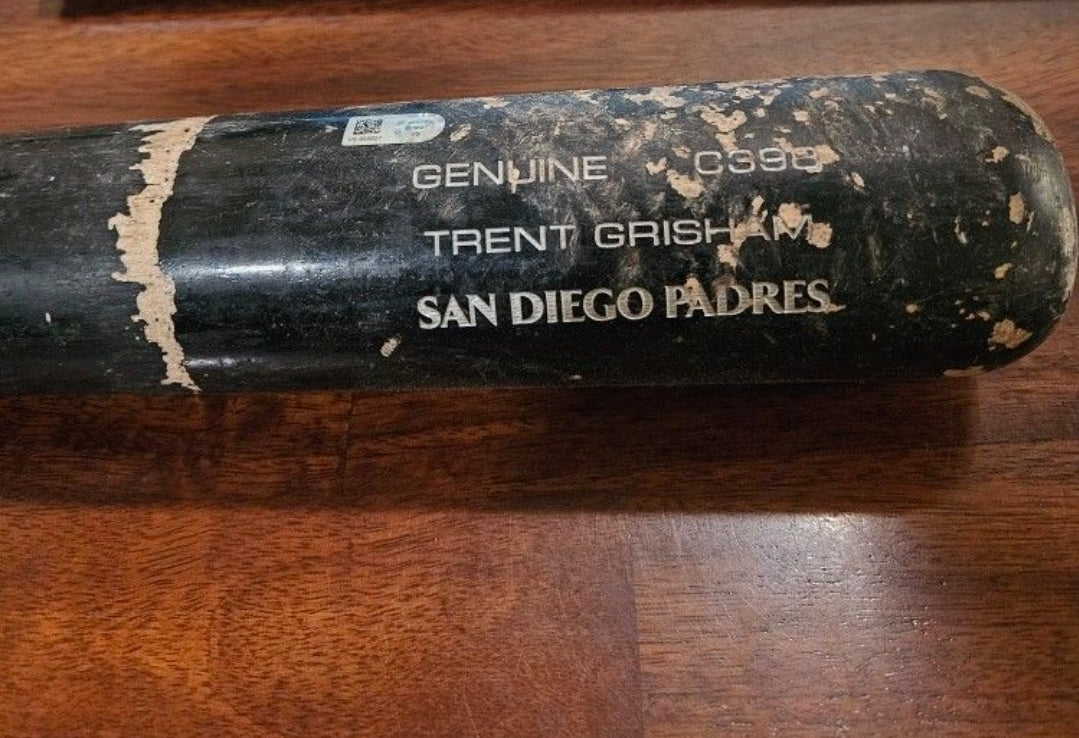 GENUINE C398
TRENT GRISHAM
SAN DIEGO PADRES